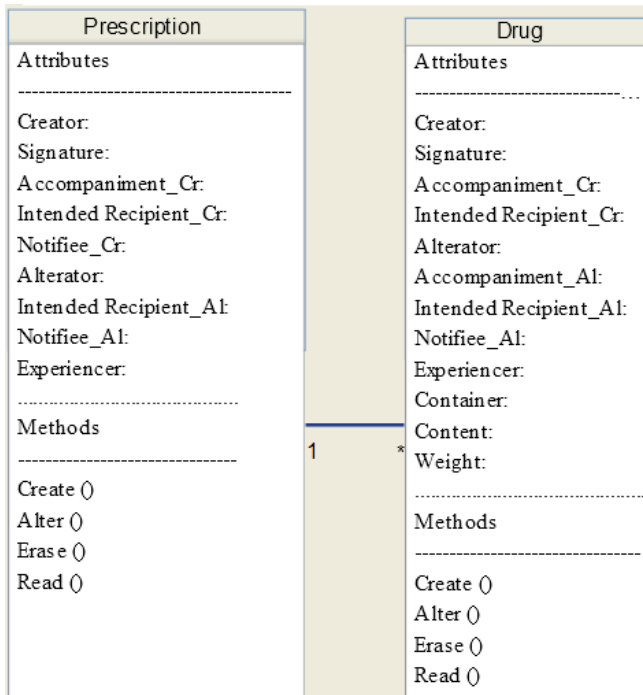 Prescription
Attributes
Creator:
Signature:
Accompaniment_Cr:
Intended Recipient_Cr:
Notifiee_Cr:
Alterator:
Intended Recipient_Al:
Notifiee_Al:
Experiencer:
Methods
Create ()
Alter ()
Erase ()
Read ()
1
*
Drug
Attributes
Creator:
Signature:
Accompaniment_Cr:
Intended Recipient_Cr:
Alterator:
Accompaniment_Al:
Intended Recipient_Al:
Notifiee_Al:
Experiencer:
Container:
Content:
Weight:
Methods
Create ()
Alter ()
Erase ()
Read ()